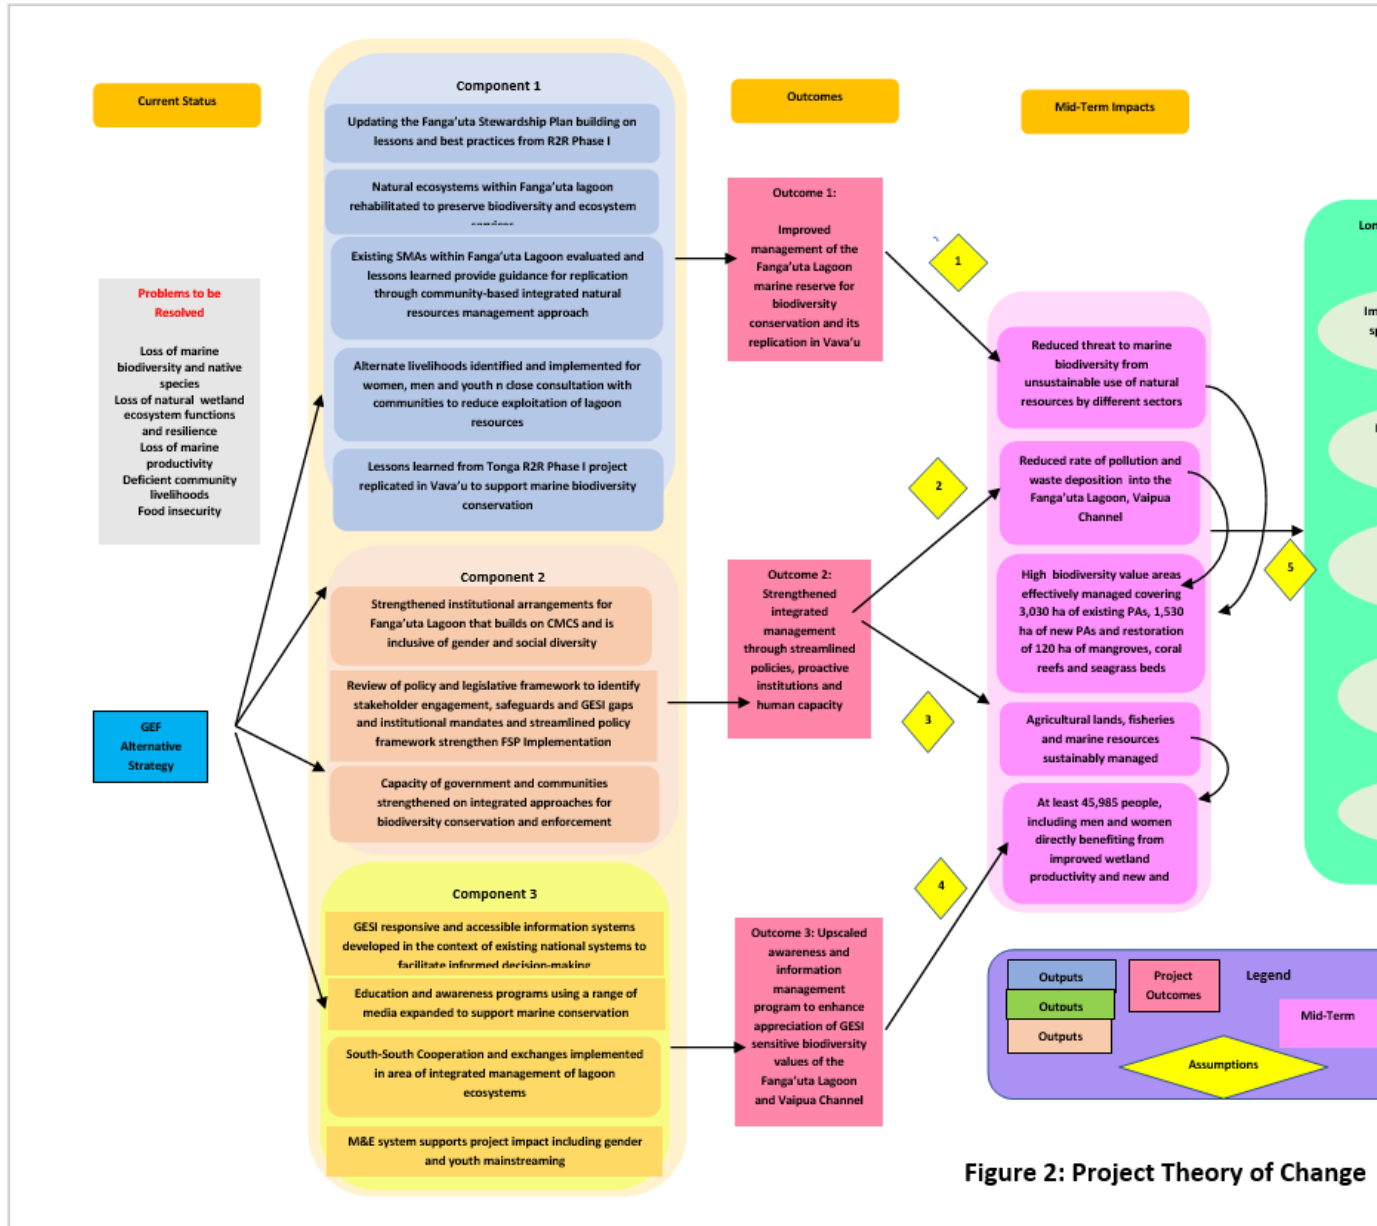 Current Status
Problems to be
Resolved
Loss of marine
biodiversity and native
species
Loss of natural wetland
ecosystem functions
and resilience
Loss of marine
productivity
Deficient community
livelihoods
Food insecurity
GEF
Alternative
Strategy
Component 1
Updating the Fanga’uta Stewardship Plan building on
lessons and best practices from R2R Phase I
Natural ecosystems within Fanga’uta lagoon
rehabilitated to preserve biodiversity and ecosystem
services
Existing SMAs within Fanga’uta Lagoon evaluated and
lessons learned provide guidance for replication
through community-based integrated natural
resources management approach
Alternate livelihoods identified and implemented for
women, men and youth n close consultation with
communities to reduce exploitation of lagoon
resources
Lessons learned from Tonga R2R Phase I project
replicated in Vava’u to support marine biodiversity
conservation
Component 2
Strengthened institutional arrangements for
Fanga’uta Lagoon that builds on CMCS and is
inclusive of gender and social diversity
Review of policy and legislative framework to identify
stakeholder engagement, safeguards and GESI gaps
and institutional mandates and streamlined policy
framework strengthen FSP Implementation
Capacity of government and communities
strengthened on integrated approaches for
biodiversity conservation and enforcement
Component 3
GESI responsive and accessible information systems
developed in the context of existing national systems to
facilitate informed decision-making
Education and awareness programs using a range of
media expanded to support marine conservation
South-South Cooperation and exchanges implemented
in area of integrated management of lagoon
ecosystems
M&E system supports project impact including gender
and youth mainstreaming
Outcomes
Outcome 1:
Improved
management of the
Fanga’uta Lagoon
marine reserve for
biodiversity
conservation and its
replication in Vava’u
Outcome 2:
Strengthened
integrated
management
through streamlined
policies, proactive
institutions and
human capacity
Outcome 3: Upscaled
awareness and
information
management
program to enhance
appreciation of GESI
sensitive biodiversity
values of the
Fanga’uta Lagoon
and Vaipua Channel
1
2
3
4
Mid-Term Impacts
Reduced threat to marine
biodiversity from
unsustainable use of natural
resources by different sectors
Reduced rate of pollution and
waste deposition into the
Fanga’uta Lagoon, Vaipua
Channel
High biodiversity value areas
effectively managed covering
3,030 ha of existing PAs, 1,530
ha of new PAs and restoration
of 120 ha of mangroves, coral
reefs and seagrass beds
Agricultural lands, fisheries
and marine resources
sustainably managed
At least 45,985 people,
including men and women
directly benefiting from
improved wetland
productivity and new and
5
Legend
Outputs
Outputs
Outputs
Project
Outcomes
Mid-Term
Assumptions
Figure 2: Project Theory of Change